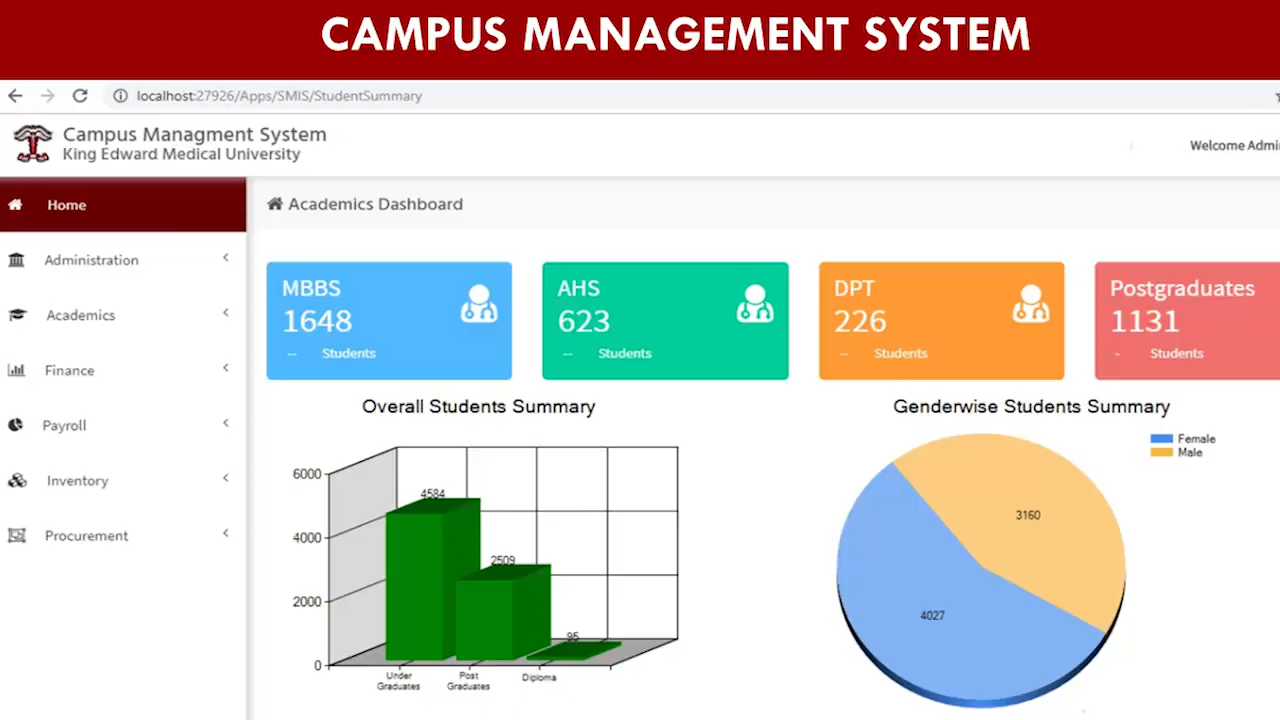 CAMPUS MANAGEMENT SYSTEM
localhost:27926/Apps/SMIS/StudentSummary
Campus Managment System
King Edward Medical University
Welcome Admi
Home
Administration
Academics
Finance
Payroll
Inventory
Procurement
Academics Dashboard
MBBS
1648
-- Students
AHS
623
-- Students
DPT
226
-- Students
Postgraduates
1131
- Students
Overall Students Summary
6000
4000
2000
0
4584
2509
95
Under
Graduates
Post
Graduates
Diploma
Genderwise Students Summary
Female
Male
3160
4027